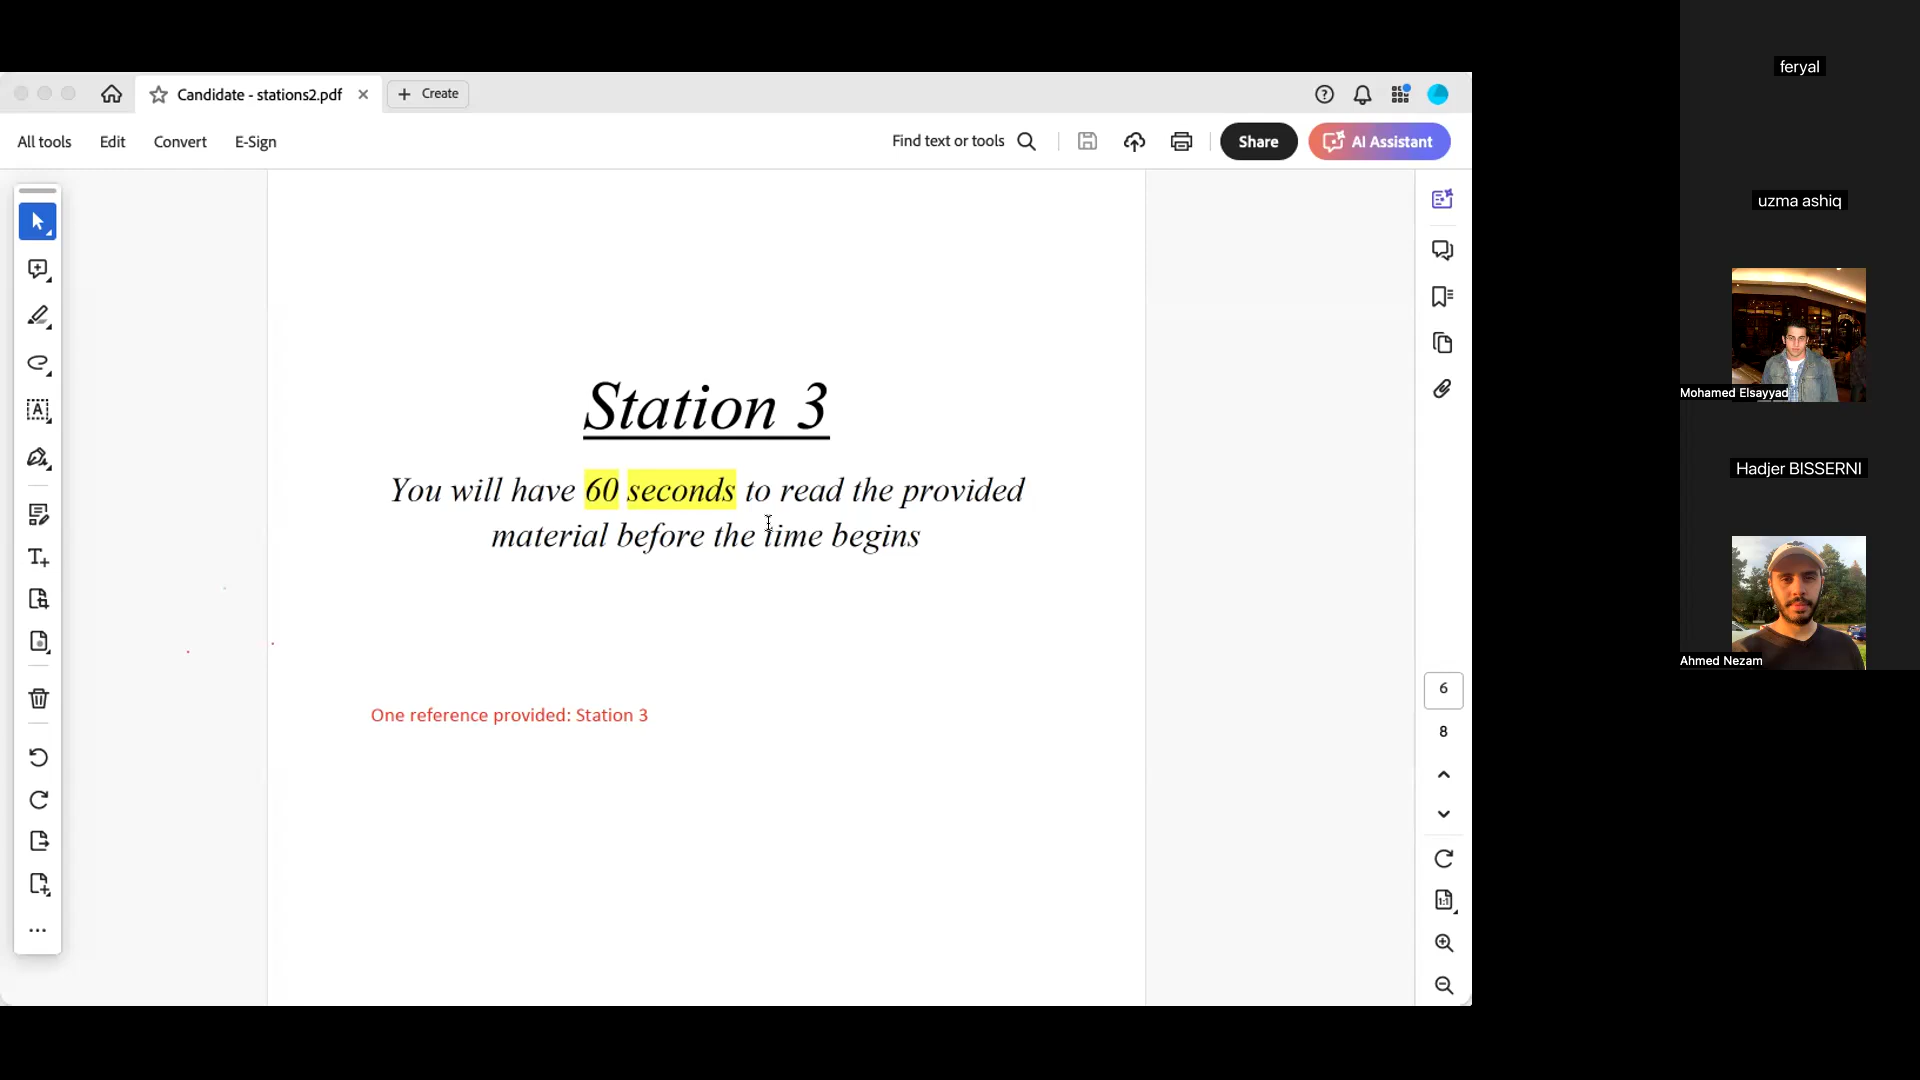 Candidate - stations2.pdf
Create
All tools
Edit
Convert
E-Sign
Find text or tools
Share
AI Assistant
Station 3
You will have 60 seconds to read the provided
material before the time begins
One reference provided: Station 3
6
8
1:1
feryal
uzma ashiq
Mohamed Elsayyad
Hadjer BISSERNI
Ahmed Nezam